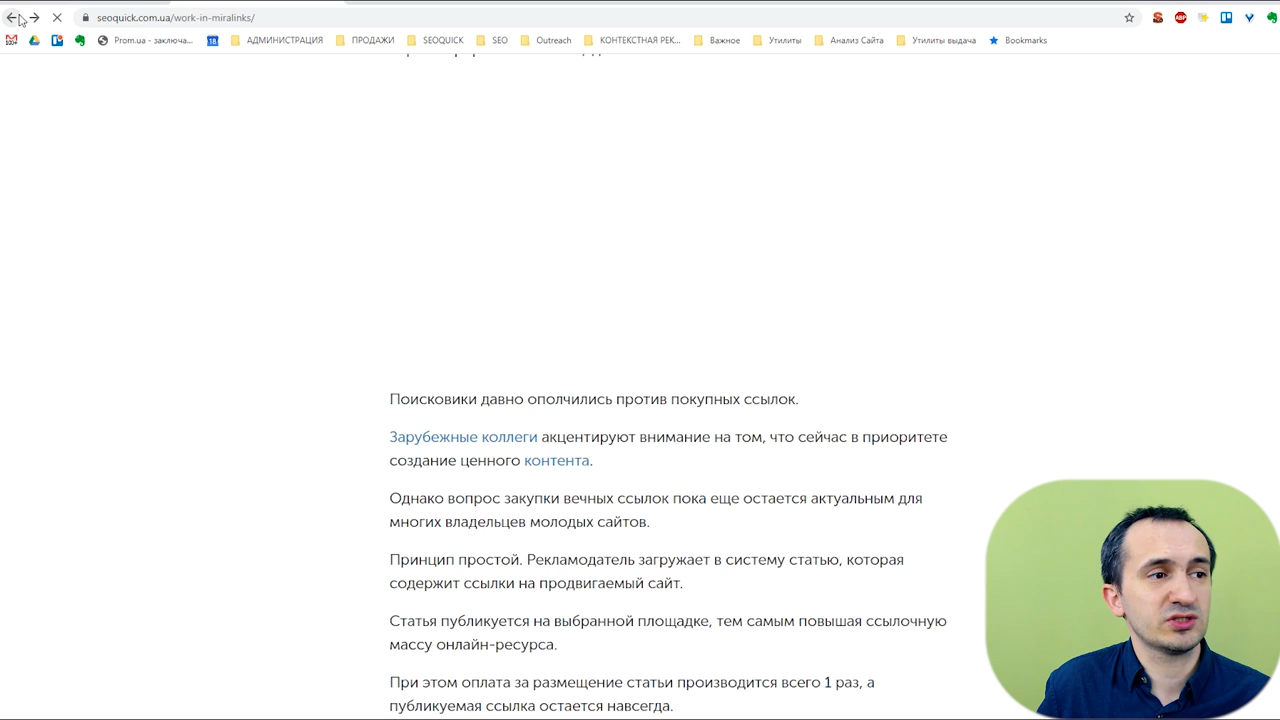 seoquick.com.ua/work-in-miralinks/
100+
Prom.ua - заключа...
18
АДМИНИСТРАЦИЯ
ПРОДАЖИ
SEOQUICK
SEO
Outreach
КОНТЕКСТНАЯ РЕК...
Важное
Утилиты
Анализ Сайта
Утилиты выдача
Bookmarks
ABP
Поисковики давно ополчились против покупных ссылок.
Зарубежные коллеги акцентируют внимание на том, что сейчас в приоритете
создание ценного контента.
Однако вопрос закупки вечных ссылок пока еще остается актуальным для
многих владельцев молодых сайтов.
Принцип простой. Рекламодатель загружает в систему статью, которая
содержит ссылки на продвигаемый сайт.
Статья публикуется на выбранной площадке, тем самым повышая ссылочную
массу онлайн-ресурса.
При этом оплата за размещение статьи производится всего 1 раз, а
публикуемая ссылка остается навсегда.